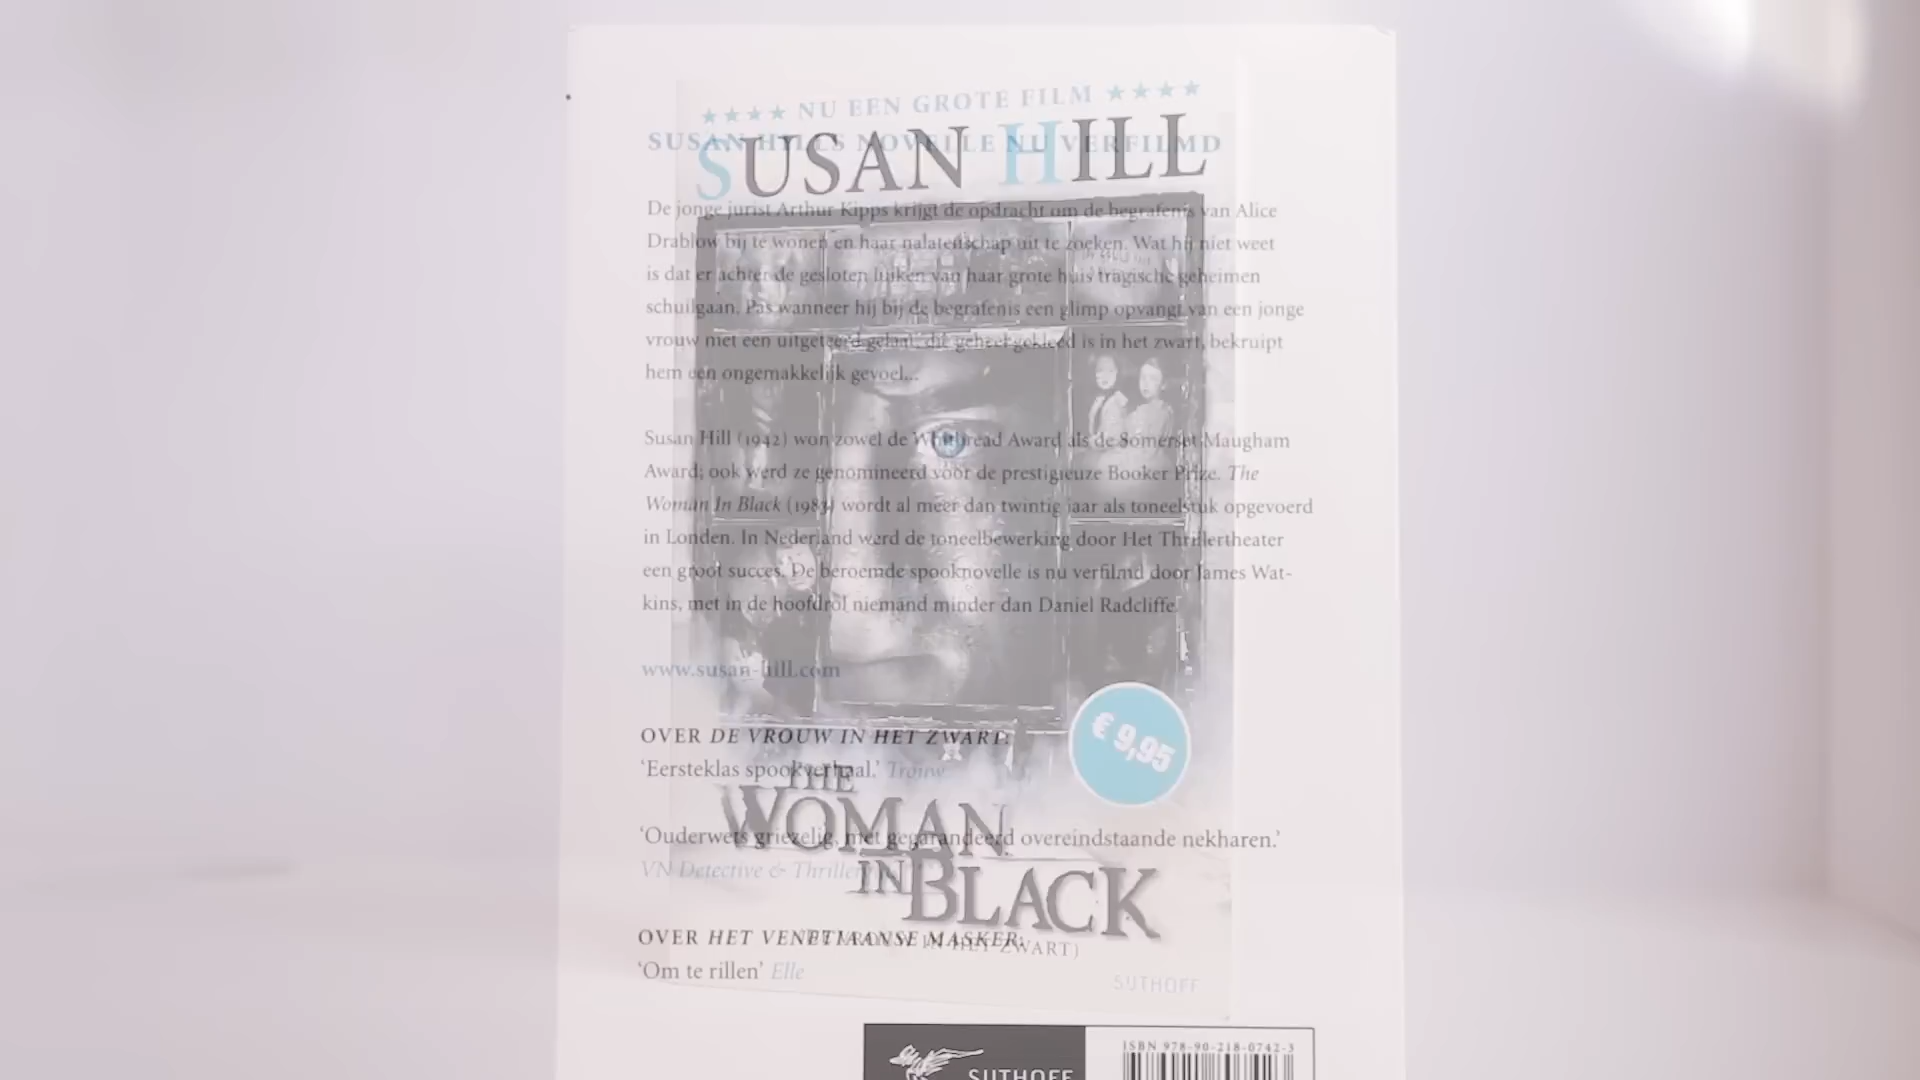 ★★★★ NU EEN GROTE FILM ★★★★
SUSAN HILL
SUSAN HILLS NOVELLE NU VERFILMD
De jonge jurist Arthur Kipps krijgt de opdracht om de begrafenis van Alice
Drablow bij te wonen en haar nalatenschap uit te zoeken. Wat hij niet weet
is dat er achter de gesloten luiken van haar grote huis tragische geheimen
schuilgaan. Pas wanneer hij bij de begrafenis een glimp opvangt van een jonge
vrouw met een uitgeteerd gelaat, die geheel gekleed is in het zwart, bekruipt
hem een ongemakkelijk gevoel...
Susan Hill (1942) won zowel de Whitbread Award als de Somerset Maugham
Award; ook werd ze genomineerd voor de prestigieuze Booker Prize. The
Woman In Black (1983) wordt al meer dan twintig jaar als toneelstuk opgevoerd
in Londen. In Nederland werd de toneelbewerking door Het Thrillertheater
een groot succes. De beroemde spooknovelle is nu verfilmd door James Wat-
kins, met in de hoofdrol niemand minder dan Daniel Radcliffe.
www.susan-hill.com
€ 9,95
OVER DE VROUW IN HET ZWART:
'Eersteklas spookverhaal.' Trouw
THE
WOMAN
IN BLACK
'Ouderwets griezelig, met gegarandeerd overeindstaande nekharen.'
VN Detective & Thriller
OVER HET VENETIAANSE MASKER:
IN HET ZWART)
'Om te rillen' Elle
SIJTHOFF
ISBN 978-90-218-0742-3
SIJTHOFF